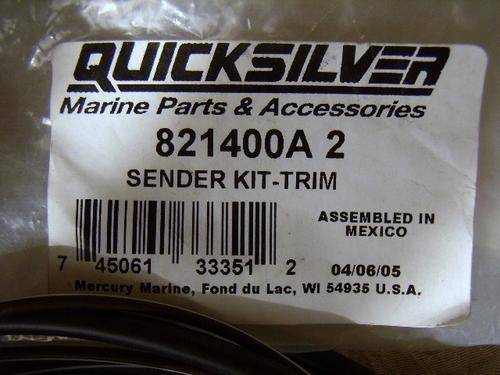 QUICKSILVER
Marine Parts & Accessories
821400A 2
SENDER KIT-TRIM
ASSEMBLED IN
MEXICO
7 45061 33351 2
04/06/05
Mercury Marine, Fond du Lac, WI 54935 U.S.A.